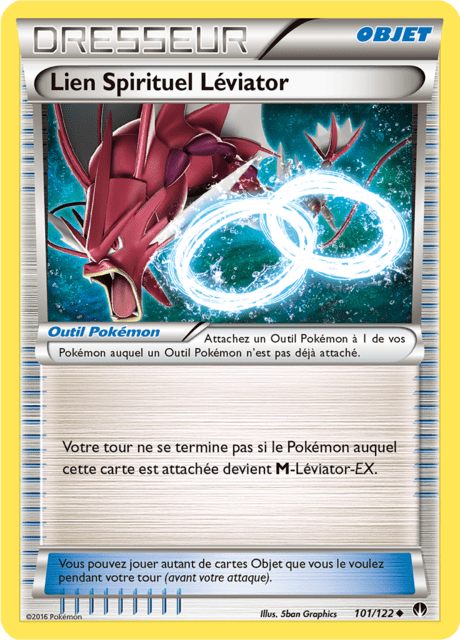 DRESSEUR
OBJET
Lien Spirituel Léviator
Outil Pokémon
Attachez un Outil Pokémon à 1 de vos
Pokémon auquel un Outil Pokémon n'est pas déjà attaché.
Votre tour ne se termine pas si le Pokémon auquel
cette carte est attachée devient M-Léviator-EX.
Vous pouvez jouer autant de cartes Objet que vous le voulez
pendant votre tour (avant votre attaque).
©2016 Pokémon
Illus. 5ban Graphics
101/122 ◆